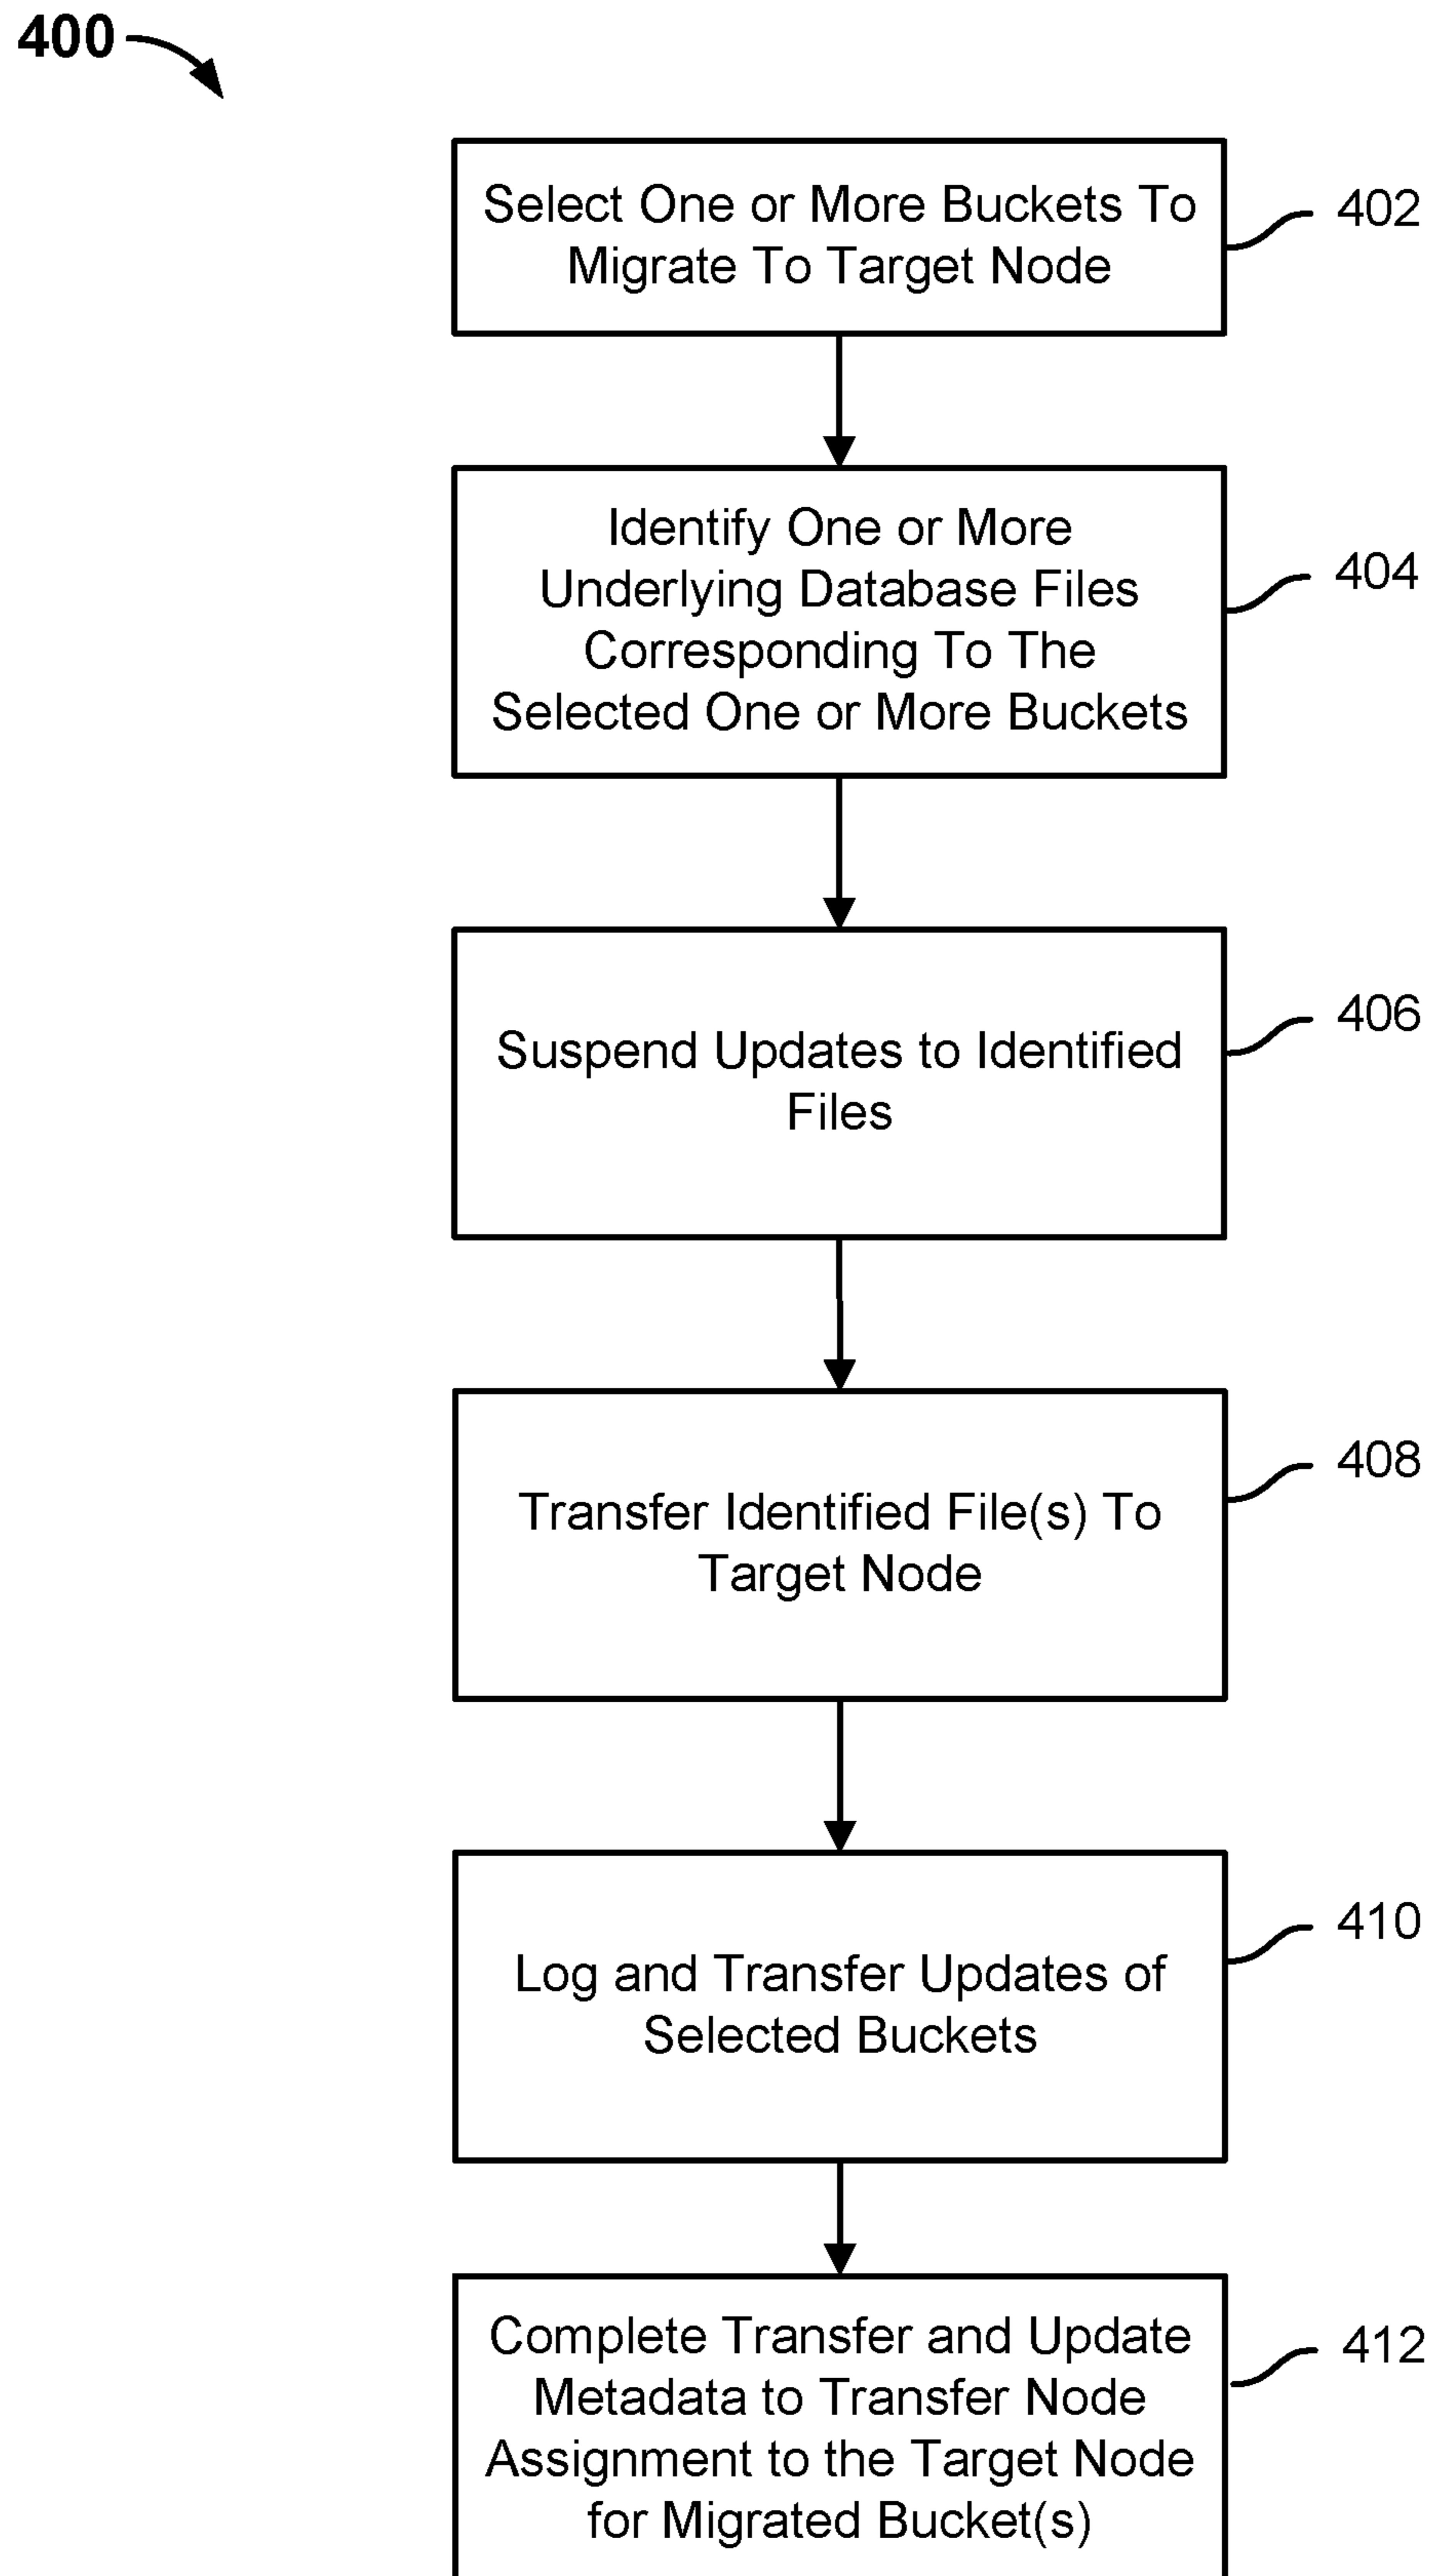 400
Select One or More Buckets To
Migrate To Target Node
402
Identify One or More
Underlying Database Files
Corresponding To The
Selected One or More Buckets
404
Suspend Updates to Identified
Files
406
Transfer Identified File(s) To
Target Node
408
Log and Transfer Updates of
Selected Buckets
410
Complete Transfer and Update
Metadata to Transfer Node
Assignment to the Target Node
for Migrated Bucket(s)
412